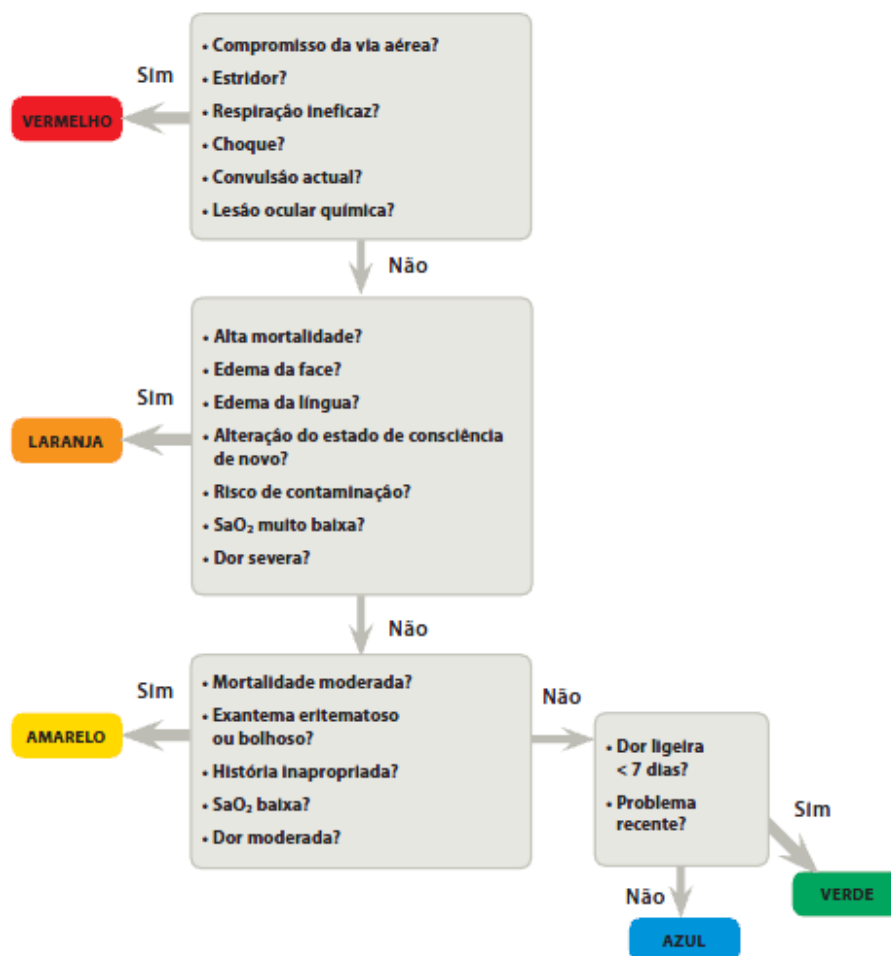 • Compromisso da via aérea?
Sim
• Estridor?
VERMELHO
• Respiração ineficaz?
• Choque?
• Convulsão actual?
• Lesão ocular química?
Não
• Alta mortalidade?
• Edema da face?
Sim
• Edema da língua?
LARANJA
• Alteração do estado de consciência
de novo?
• Risco de contaminação?
• SaO₂ muito baixa?
• Dor severa?
Não
• Mortalidade moderada?
Sim
Não
• Exantema eritematoso
ou bolhoso?
AMARELO
• História inapropriada?
• SaO₂ baixa?
• Dor moderada?
• Dor ligeira
< 7 dias?
• Problema
recente?
Sim
Não
VERDE
AZUL